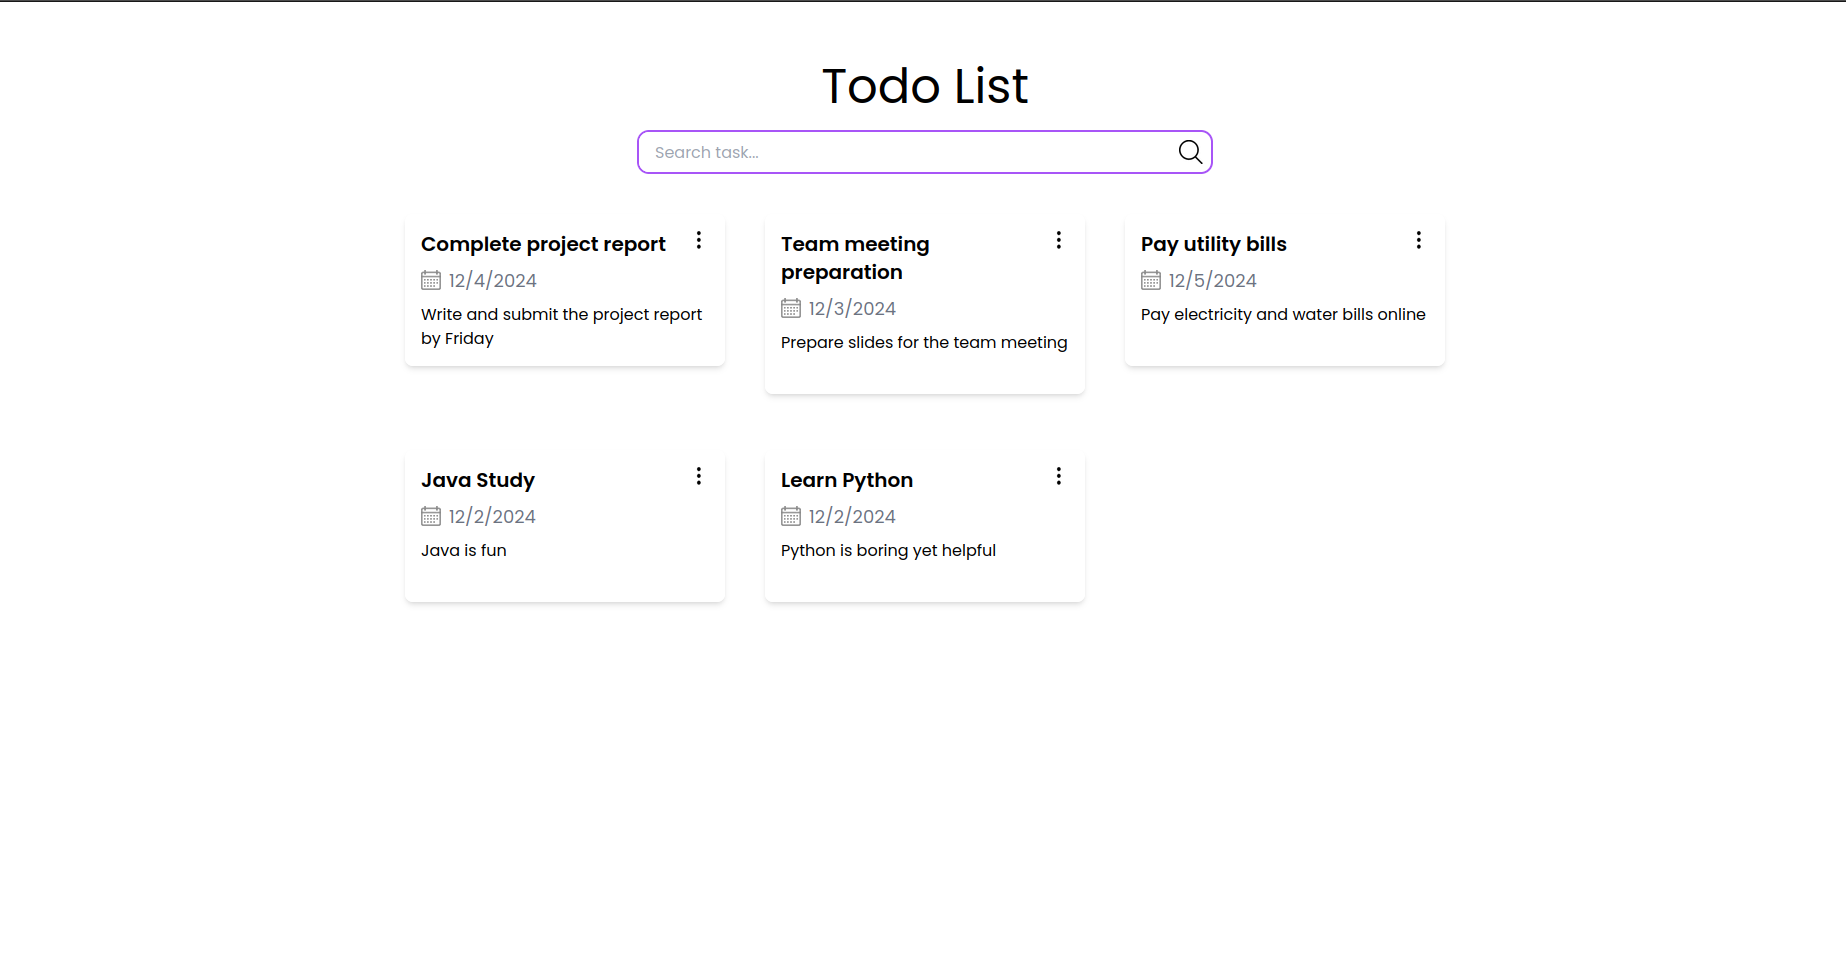 Todo List
Search task...
Complete project report
12/4/2024
Write and submit the project report
by Friday
Team meeting
preparation
12/3/2024
Prepare slides for the team meeting
Pay utility bills
12/5/2024
Pay electricity and water bills online
Java Study
12/2/2024
Java is fun
Learn Python
12/2/2024
Python is boring yet helpful